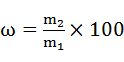 ω = m₂/m₁ × 100